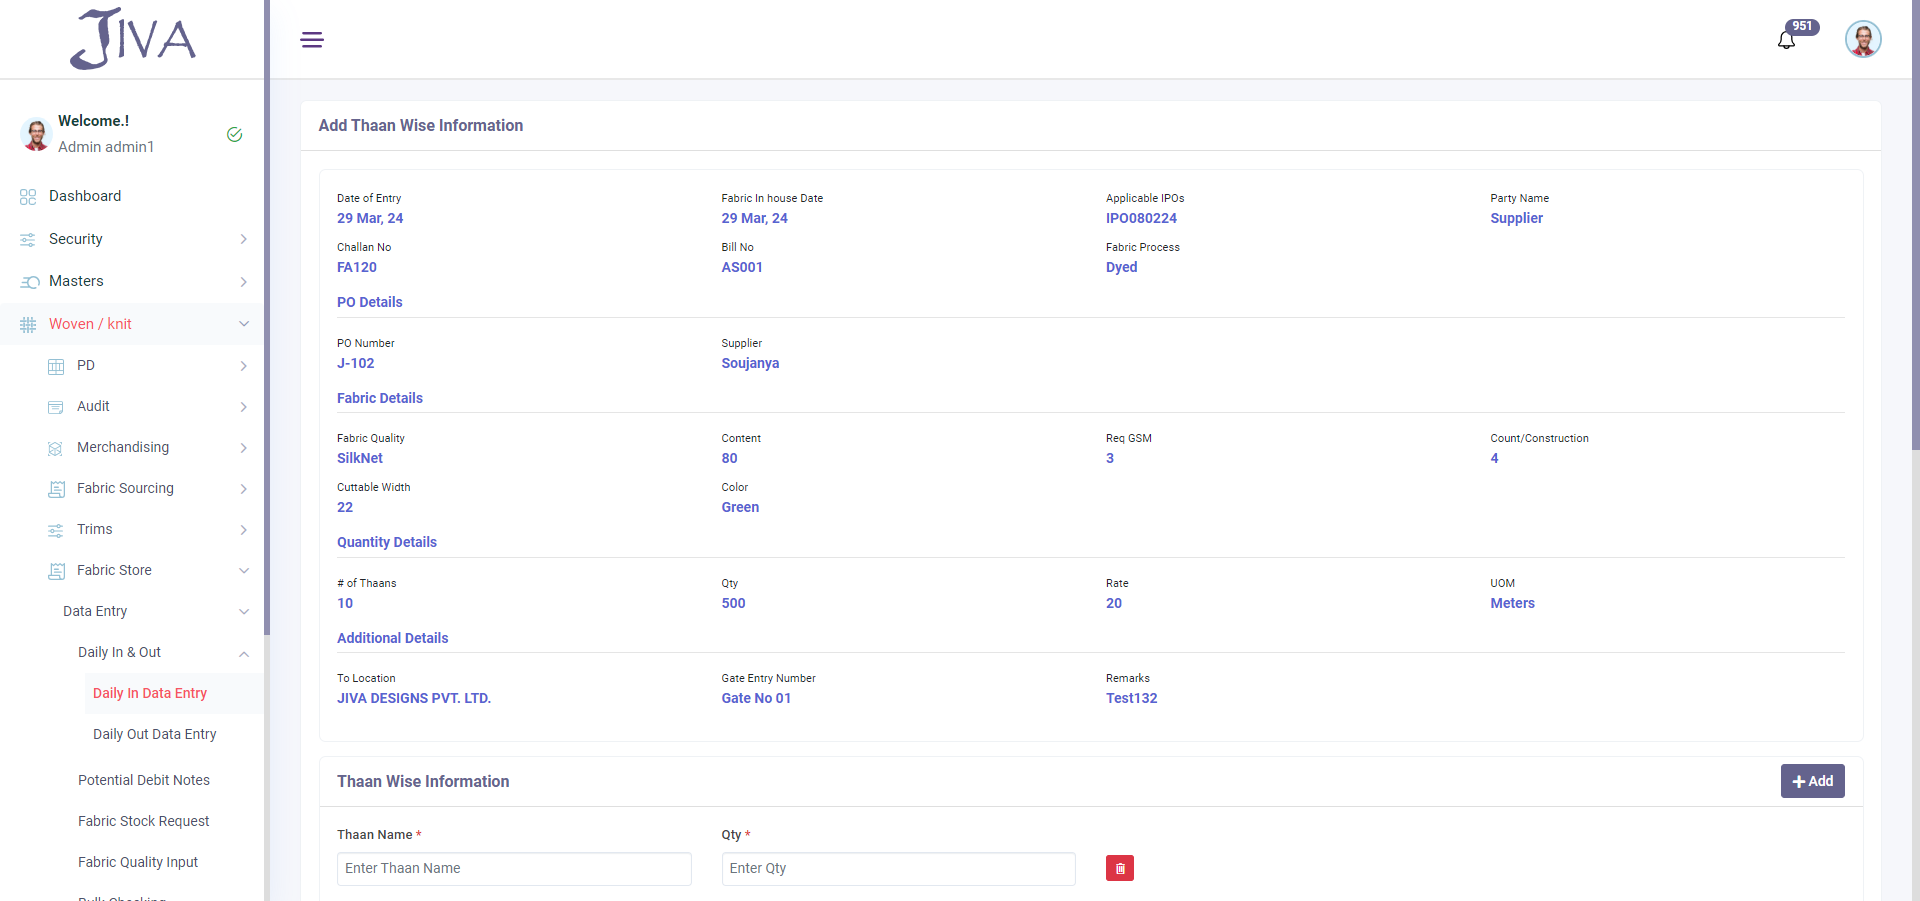 JIVA
951
Welcome.!
Admin admin1
Dashboard
Security
Masters
Woven / knit
PD
Audit
Merchandising
Fabric Sourcing
Trims
Fabric Store
Data Entry
Daily In & Out
Daily In Data Entry
Daily Out Data Entry
Potential Debit Notes
Fabric Stock Request
Fabric Quality Input
Bulk Checking
Add Thaan Wise Information
Date of Entry
29 Mar, 24
Fabric In house Date
29 Mar, 24
Applicable IPOs
IPO080224
Party Name
Supplier
Challan No
FA120
Bill No
AS001
Fabric Process
Dyed
PO Details
PO Number
J-102
Supplier
Soujanya
Fabric Details
Fabric Quality
SilkNet
Content
80
Req GSM
3
Count/Construction
4
Cuttable Width
22
Color
Green
Quantity Details
# of Thaans
10
Qty
500
Rate
20
UOM
Meters
Additional Details
To Location
JIVA DESIGNS PVT. LTD.
Gate Entry Number
Gate No 01
Remarks
Test132
Thaan Wise Information
Add
Thaan Name *
Enter Thaan Name
Qty *
Enter Qty